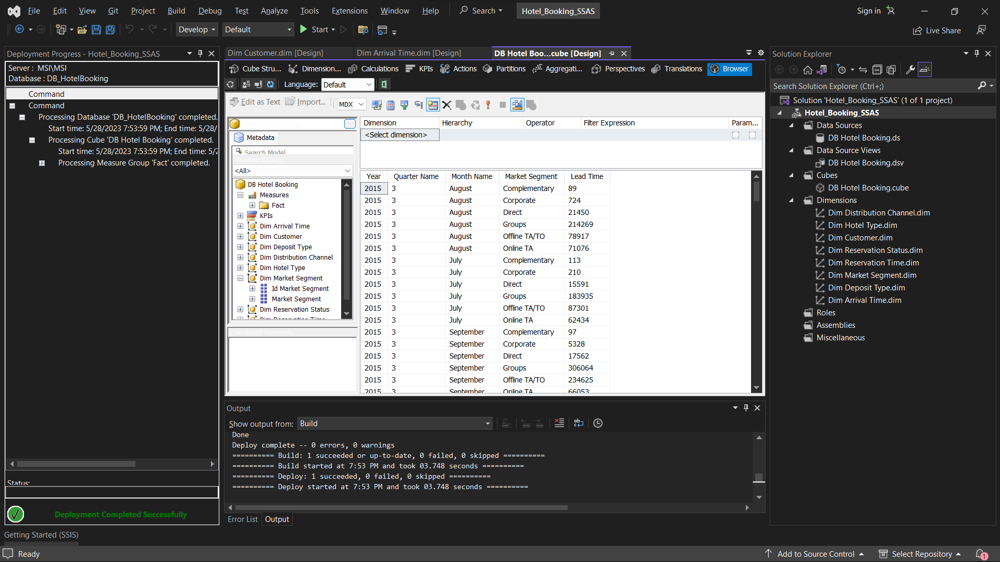 File Edit View Git Project Build Debug Test Analyze Tools Extensions Window Help Search Hotel_Booking_SSAS Sign in
Develop Default Start Live Share
Deployment Progress - Hotel_Booking_SSAS
Server : MSI\MSI
Database : DB_HotelBooking
Command
Command
Processing Database 'DB_HotelBooking' completed.
Start time: 5/28/2023 7:53:59 PM; End time: 5/28/
Processing Cube 'DB Hotel Booking' completed.
Start time: 5/28/2023 7:53:59 PM; End time: 5/2
Processing Measure Group 'Fact' completed.
Status:
Deployment Completed Successfully
Dim Customer.dim [Design] Dim Arrival Time.dim [Design] DB Hotel Boo...cube [Design]
Cube Stru... Dimension... Calculations KPIs Actions Partitions Aggregati... Perspectives Translations Browser
Language: Default
Edit as Text Import... MDX
Metadata
Search Model
Measure Group:
<All>
DB Hotel Booking
Measures
Fact
KPIs
Dim Arrival Time
Dim Customer
Dim Deposit Type
Dim Distribution Channel
Dim Hotel Type
Dim Market Segment
Id Market Segment
Market Segment
Dim Reservation Status
Dim Reservation Time
Calculated Members
Dimension Hierarchy Operator Filter Expression Param...
<Select dimension>
Year Quarter Name Month Name Market Segment Lead Time
2015 3 August Complementary 89
2015 3 August Corporate 724
2015 3 August Direct 21450
2015 3 August Groups 214269
2015 3 August Offline TA/TO 78917
2015 3 August Online TA 71076
2015 3 July Complementary 113
2015 3 July Corporate 210
2015 3 July Direct 15591
2015 3 July Groups 183935
2015 3 July Offline TA/TO 87301
2015 3 July Online TA 62434
2015 3 September Complementary 97
2015 3 September Corporate 5328
2015 3 September Direct 17562
2015 3 September Groups 306064
2015 3 September Offline TA/TO 234625
2015 3 September Online TA 66053
Output
Show output from: Build
Done
Deploy complete -- 0 errors, 0 warnings
========== Build: 1 succeeded or up-to-date, 0 failed, 0 skipped ==========
========== Build started at 7:53 PM and took 03.748 seconds ==========
========== Deploy: 1 succeeded, 0 failed, 0 skipped ==========
========== Deploy started at 7:53 PM and took 03.748 seconds ==========
Error List Output
Solution Explorer
Search Solution Explorer (Ctrl+;)
Solution 'Hotel_Booking_SSAS' (1 of 1 project)
Hotel_Booking_SSAS
Data Sources
DB Hotel Booking.ds
Data Source Views
DB Hotel Booking.dsv
Cubes
DB Hotel Booking.cube
Dimensions
Dim Distribution Channel.dim
Dim Hotel Type.dim
Dim Customer.dim
Dim Reservation Status.dim
Dim Reservation Time.dim
Dim Market Segment.dim
Dim Deposit Type.dim
Dim Arrival Time.dim
Roles
Assemblies
Miscellaneous
Getting Started (SSIS)
Ready Add to Source Control Select Repository 1